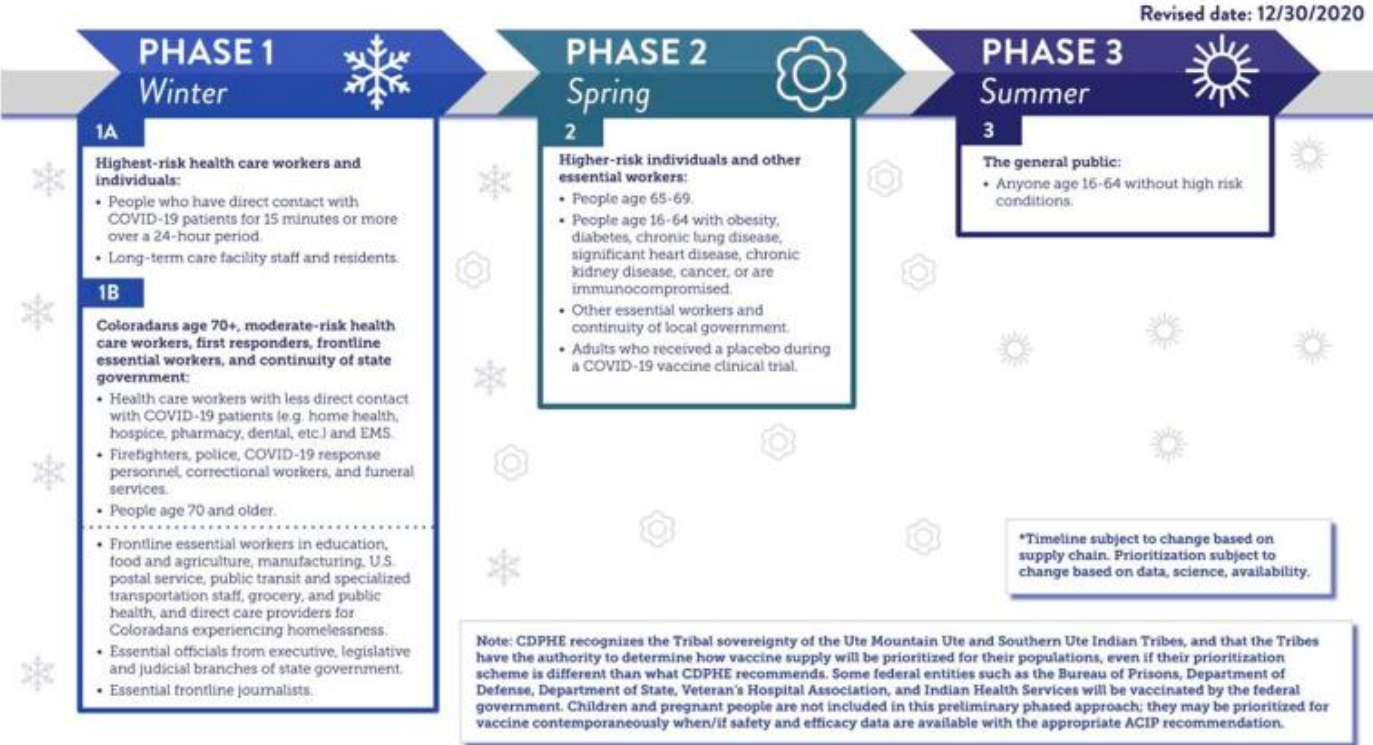 Revised date: 12/30/2020
PHASE 1
Winter
1A
Highest-risk health care workers and
individuals:
• People who have direct contact with
COVID-19 patients for 15 minutes or more
over a 24-hour period.
• Long-term care facility staff and residents.
1B
Coloradans age 70+, moderate-risk health
care workers, first responders, frontline
essential workers, and continuity of state
government:
• Health care workers with less direct contact
with COVID-19 patients (e.g. home health,
hospice, pharmacy, dental, etc.) and EMS.
• Firefighters, police, COVID-19 response
personnel, correctional workers, and funeral
services.
• People age 70 and older.
• Frontline essential workers in education,
food and agriculture, manufacturing, U.S.
postal service, public transit and specialized
transportation staff, grocery, and public
health, and direct care providers for
Coloradans experiencing homelessness.
• Essential officials from executive, legislative
and judicial branches of state government.
• Essential frontline journalists.
PHASE 2
Spring
2
Higher-risk individuals and other
essential workers:
• People age 65-69.
• People age 16-64 with obesity,
diabetes, chronic lung disease,
significant heart disease, chronic
kidney disease, cancer, or are
immunocompromised.
• Other essential workers and
continuity of local government.
• Adults who received a placebo during
a COVID-19 vaccine clinical trial.
PHASE 3
Summer
3
The general public:
• Anyone age 16-64 without high risk
conditions.
*Timeline subject to change based on
supply chain. Prioritization subject to
change based on data, science, availability.
Note: CDPHE recognizes the Tribal sovereignty of the Ute Mountain Ute and Southern Ute Indian Tribes, and that the Tribes
have the authority to determine how vaccine supply will be prioritized for their populations, even if their prioritization
scheme is different than what CDPHE recommends. Some federal entities such as the Bureau of Prisons, Department of
Defense, Department of State, Veteran's Hospital Association, and Indian Health Services will be vaccinated by the federal
government. Children and pregnant people are not included in this preliminary phased approach; they may be prioritized for
vaccine contemporaneously when/if safety and efficacy data are available with the appropriate ACIP recommendation.